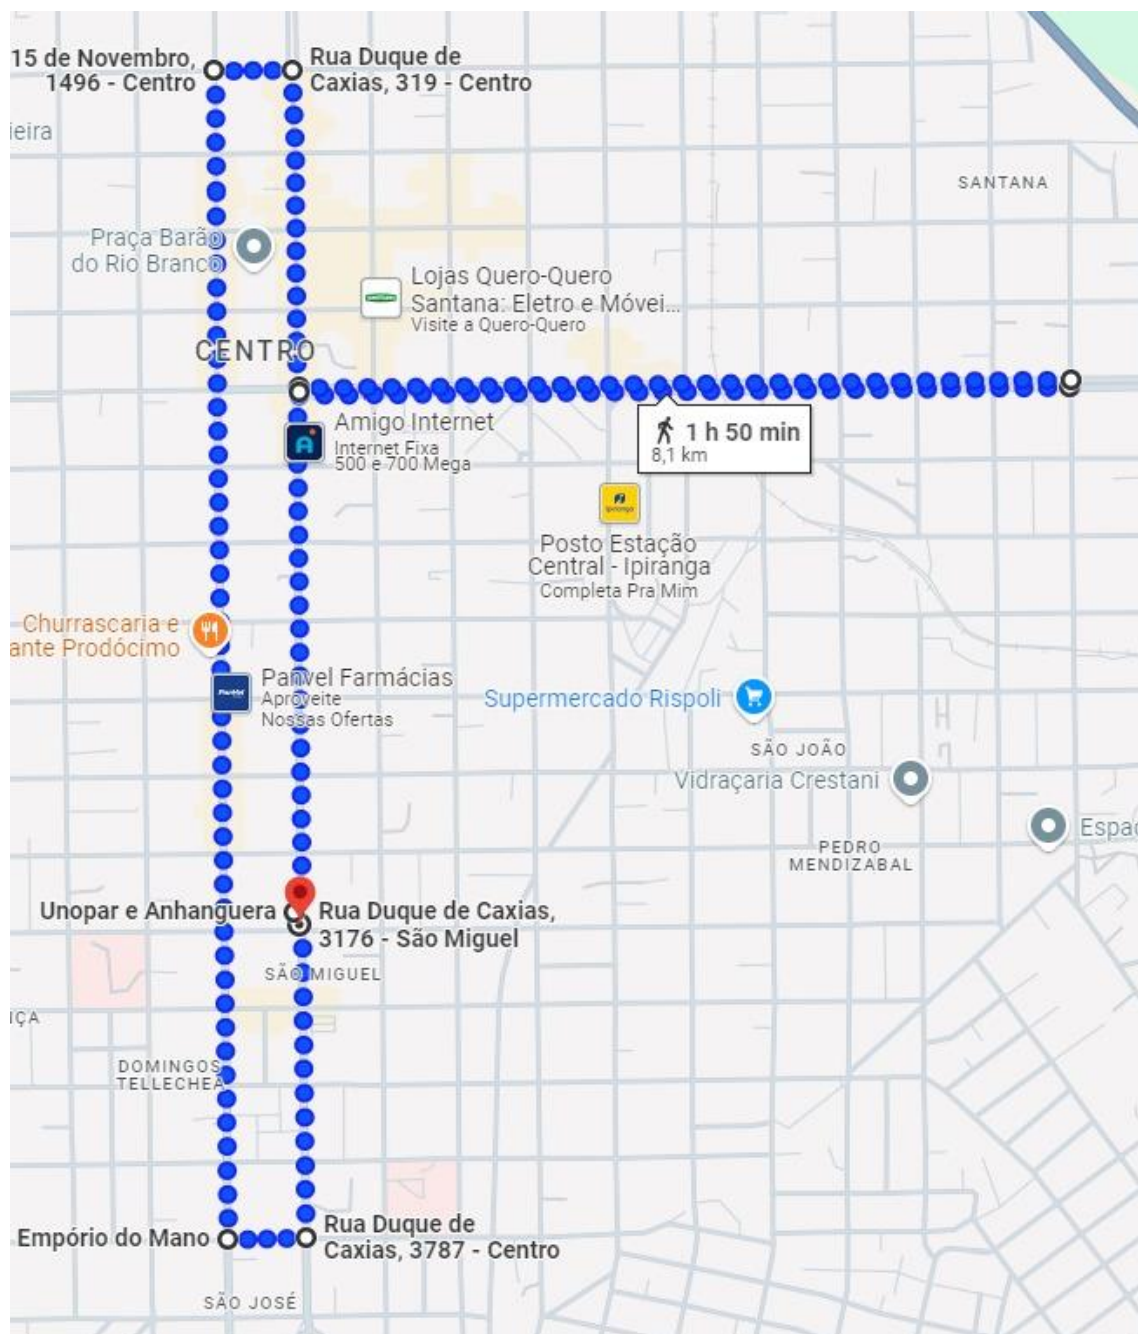 15 de Novembro,
1496 - Centro
Rua Duque de
Caxias, 319 - Centro
ieira
SANTANA
Praça Barão
do Rio Branco
Lojas Quero-Quero
Santana: Eletro e Móvei...
Visite a Quero-Quero
CENTRO
Amigo Internet
Internet Fixa
500 e 700 Mega
1 h 50 min
8,1 km
Posto Estação
Central - Ipiranga
Completa Pra Mim
Churrascaria e
ante Prodócimo
Panvel Farmácias
Aproveite
Nossas Ofertas
Supermercado Rispoli
SÃO JOÃO
Vidraçaria Crestani
PEDRO
MENDIZABAL
Espaç
Unopar e Anhanguera
Rua Duque de Caxias,
3176 - São Miguel
SÃO MIGUEL
IÇA
DOMINGOS
TELLECHEA
Empório do Mano
Rua Duque de
Caxias, 3787 - Centro
SÃO JOSÉ